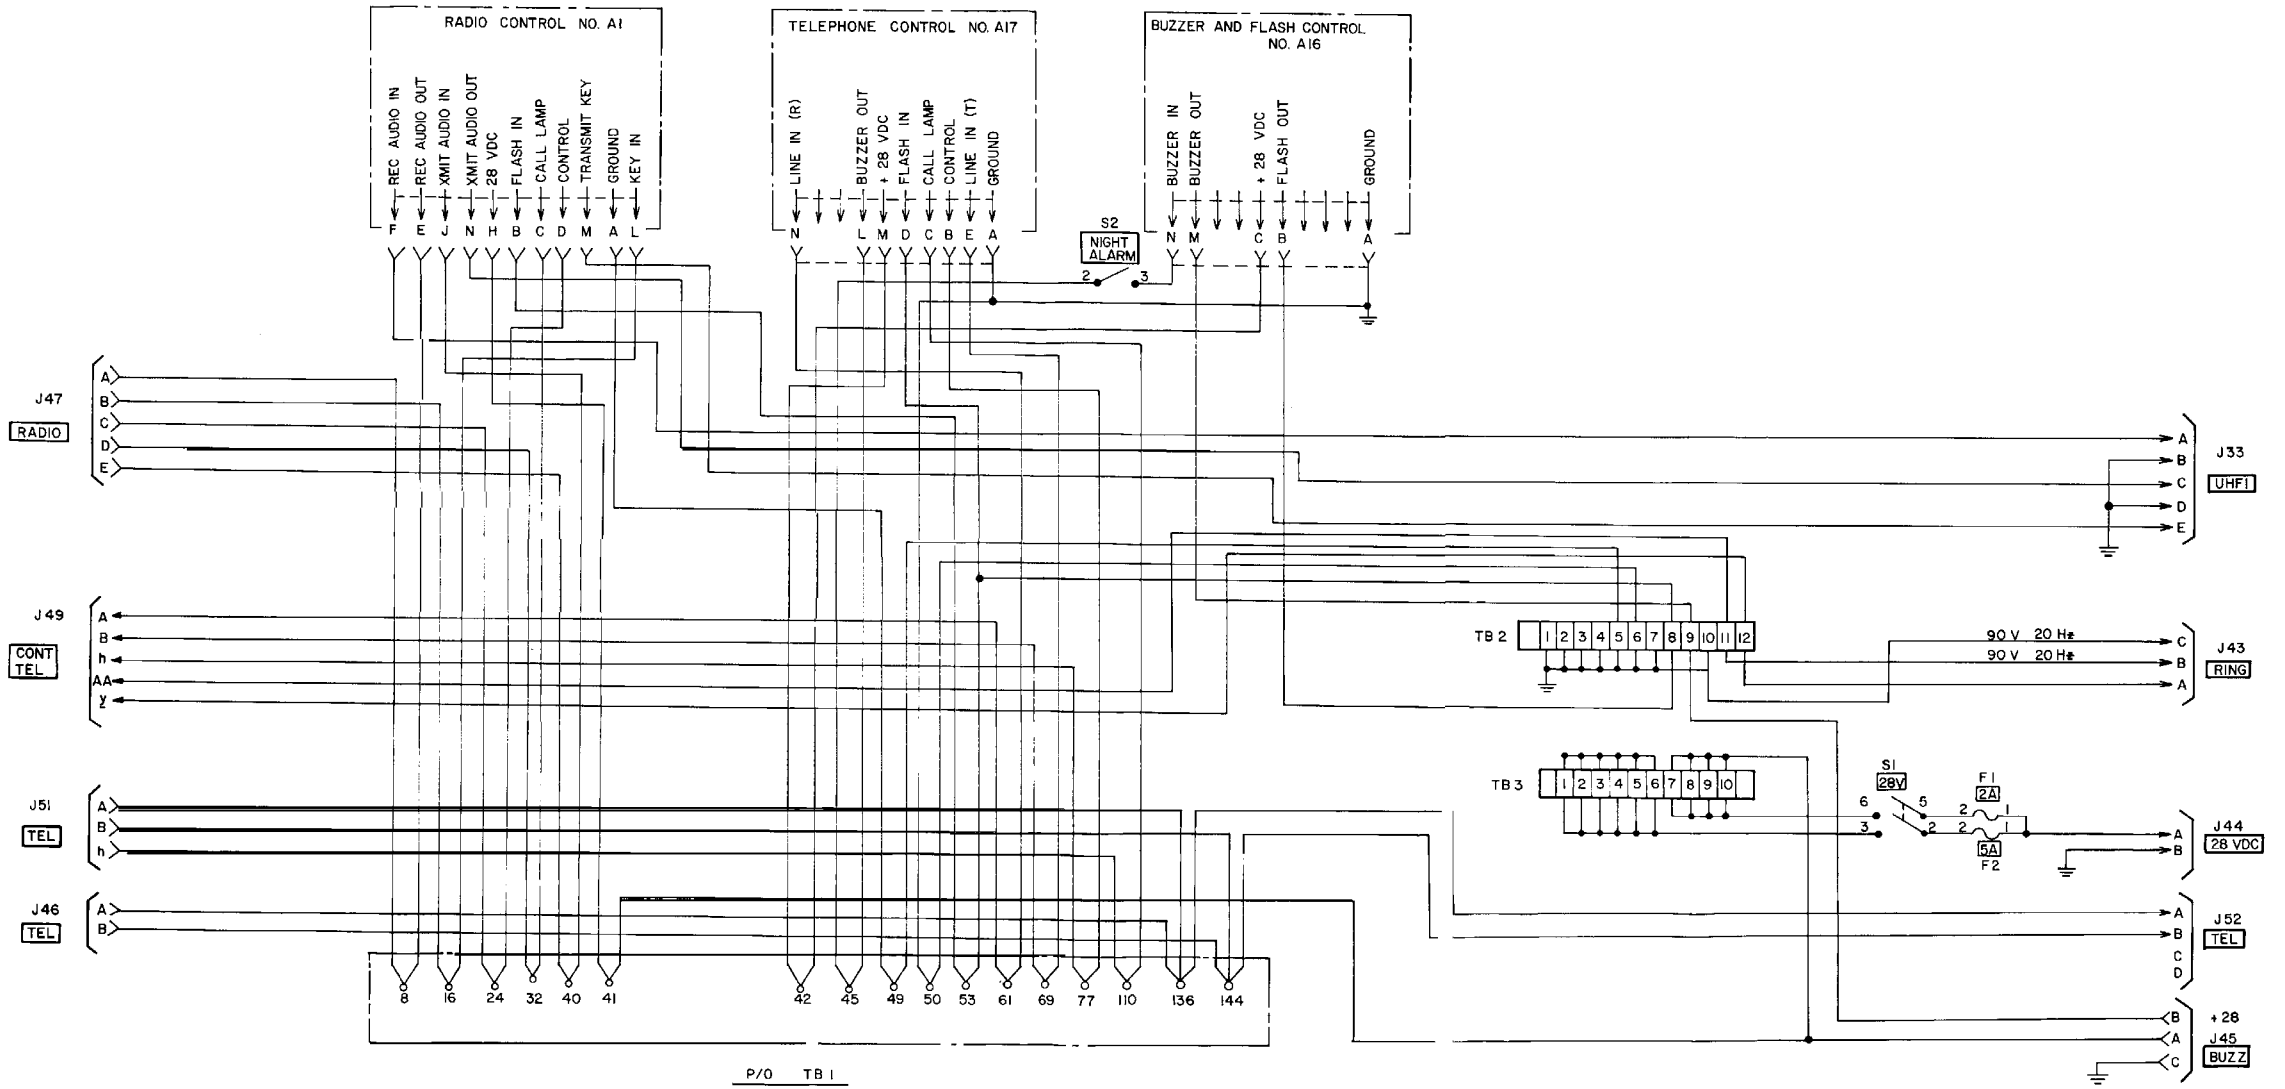 RADIO CONTROL NO. A1
REC AUDIO IN
REC AUDIO OUT
XMIT AUDIO IN
XMIT AUDIO OUT
28 VDC
FLASH IN
CALL LAMP
CONTROL
TRANSMIT KEY
GROUND
KEY IN
F E J N H B C D M A L
TELEPHONE CONTROL NO. A17
LINE IN (R)
BUZZER OUT
+ 28 VDC
FLASH IN
CALL LAMP
CONTROL
LINE IN (T)
GROUND
N L M D C B E A
BUZZER AND FLASH CONTROL
NO. A16
BUZZER IN
BUZZER OUT
+ 28 VDC
FLASH OUT
GROUND
N M C B A
S2
NIGHT
ALARM
2 3
J47
RADIO
A
B
C
D
E
J33
UHF1
A
B
C
D
E
J49
CONT
TEL
A
B
h
AA
y
TB 2
1 2 3 4 5 6 7 8 9 10 11 12
90 V 20 Hz
90 V 20 Hz
C
B
A
J43
RING
TB 3
1 2 3 4 5 6 7 8 9 10
S1
28V
6 5
3 2
F1
2A
2 1
2 1
5A
F2
A
B
J44
28 VDC
J51
TEL
A
B
h
J46
TEL
A
B
A
B
C
D
J52
TEL
B
A
C
+ 28
J45
BUZZ
8 16 24 32 40 41 42 45 49 50 53 61 69 77 110 136 144
P/O TB 1